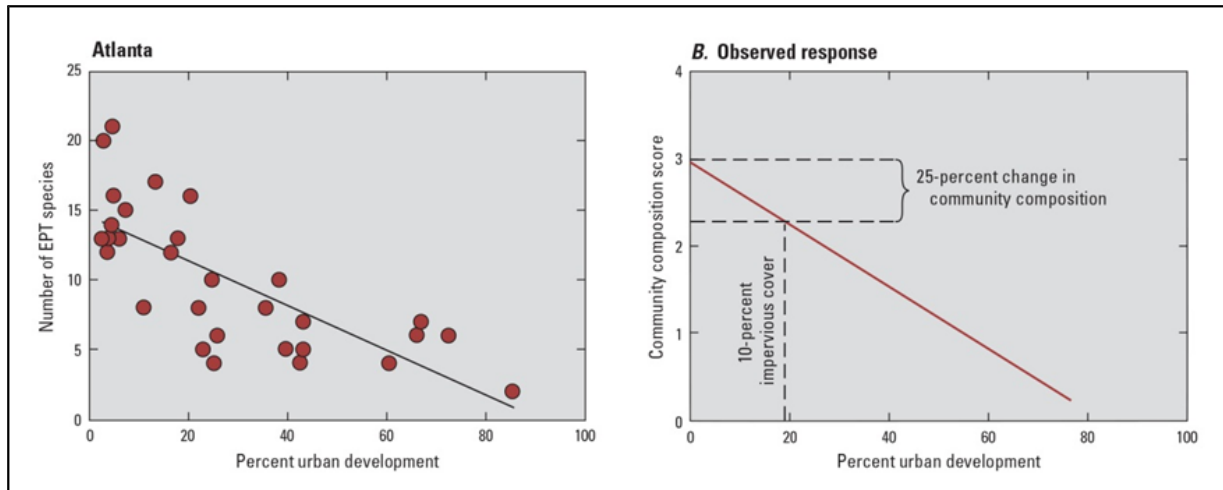 Atlanta
25
20
15
10
5
0
Number of EPT species
0 20 40 60 80 100
Percent urban development
B. Observed response
4
3
2
1
0
Community composition score
25-percent change in
community composition
10-percent
impervious cover
0 20 40 60 80 100
Percent urban development